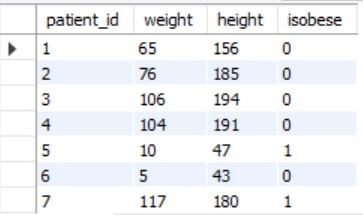 patient_id weight height isobese
1 65 156 0
2 76 185 0
3 106 194 0
4 104 191 0
5 10 47 1
6 5 43 0
7 117 180 1